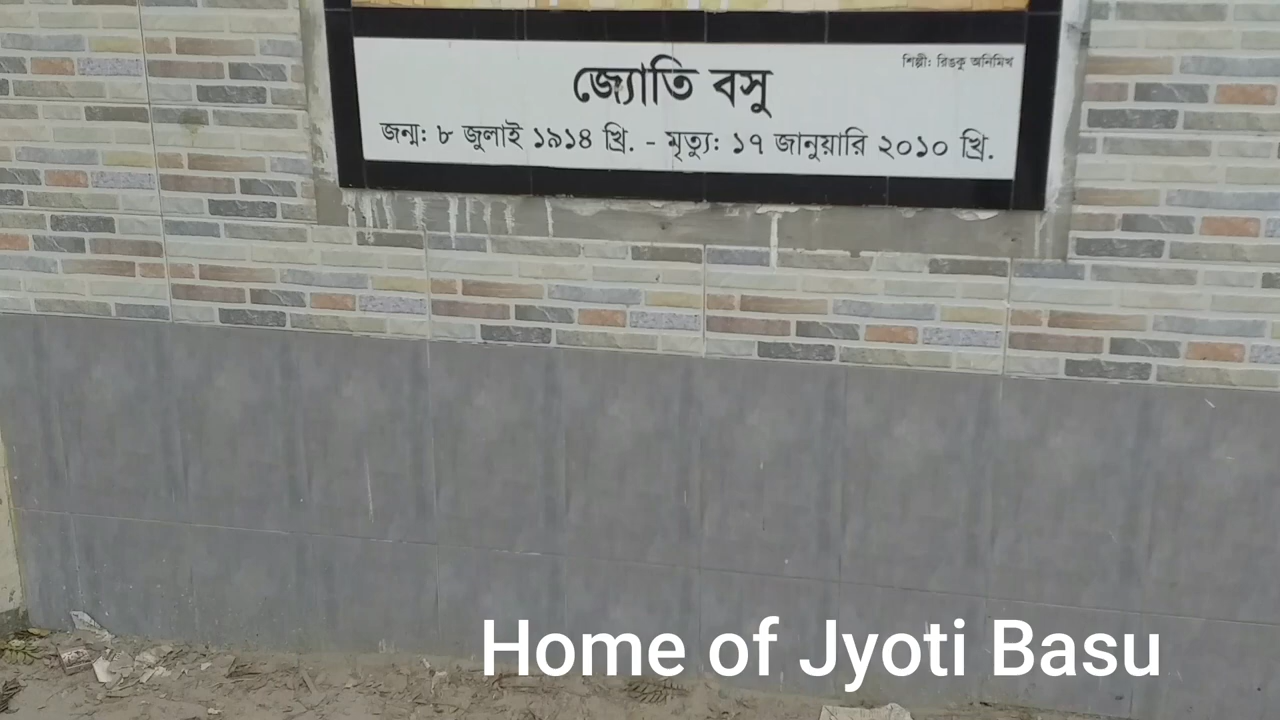 শিল্পী: রিঙকু অনিমিখ
জ্যোতি বসু
জন্ম: ৮ জুলাই ১৯১৪ খ্রি. - মৃত্যু: ১৭ জানুয়ারি ২০১০ খ্রি.
Home of Jyoti Basu